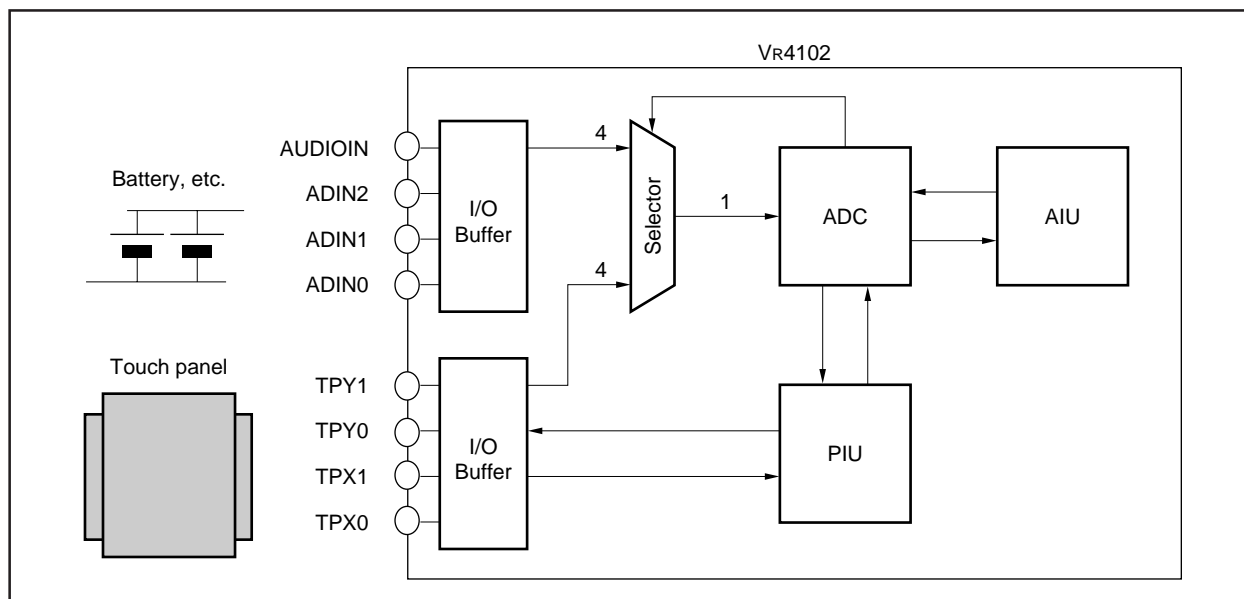 VR4102
AUDIOIN
4
Battery, etc.
ADIN2
I/O
Buffer
Selector
1
ADC
AIU
ADIN1
ADIN0
4
Touch panel
TPY1
TPY0
I/O
Buffer
PIU
TPX1
TPX0